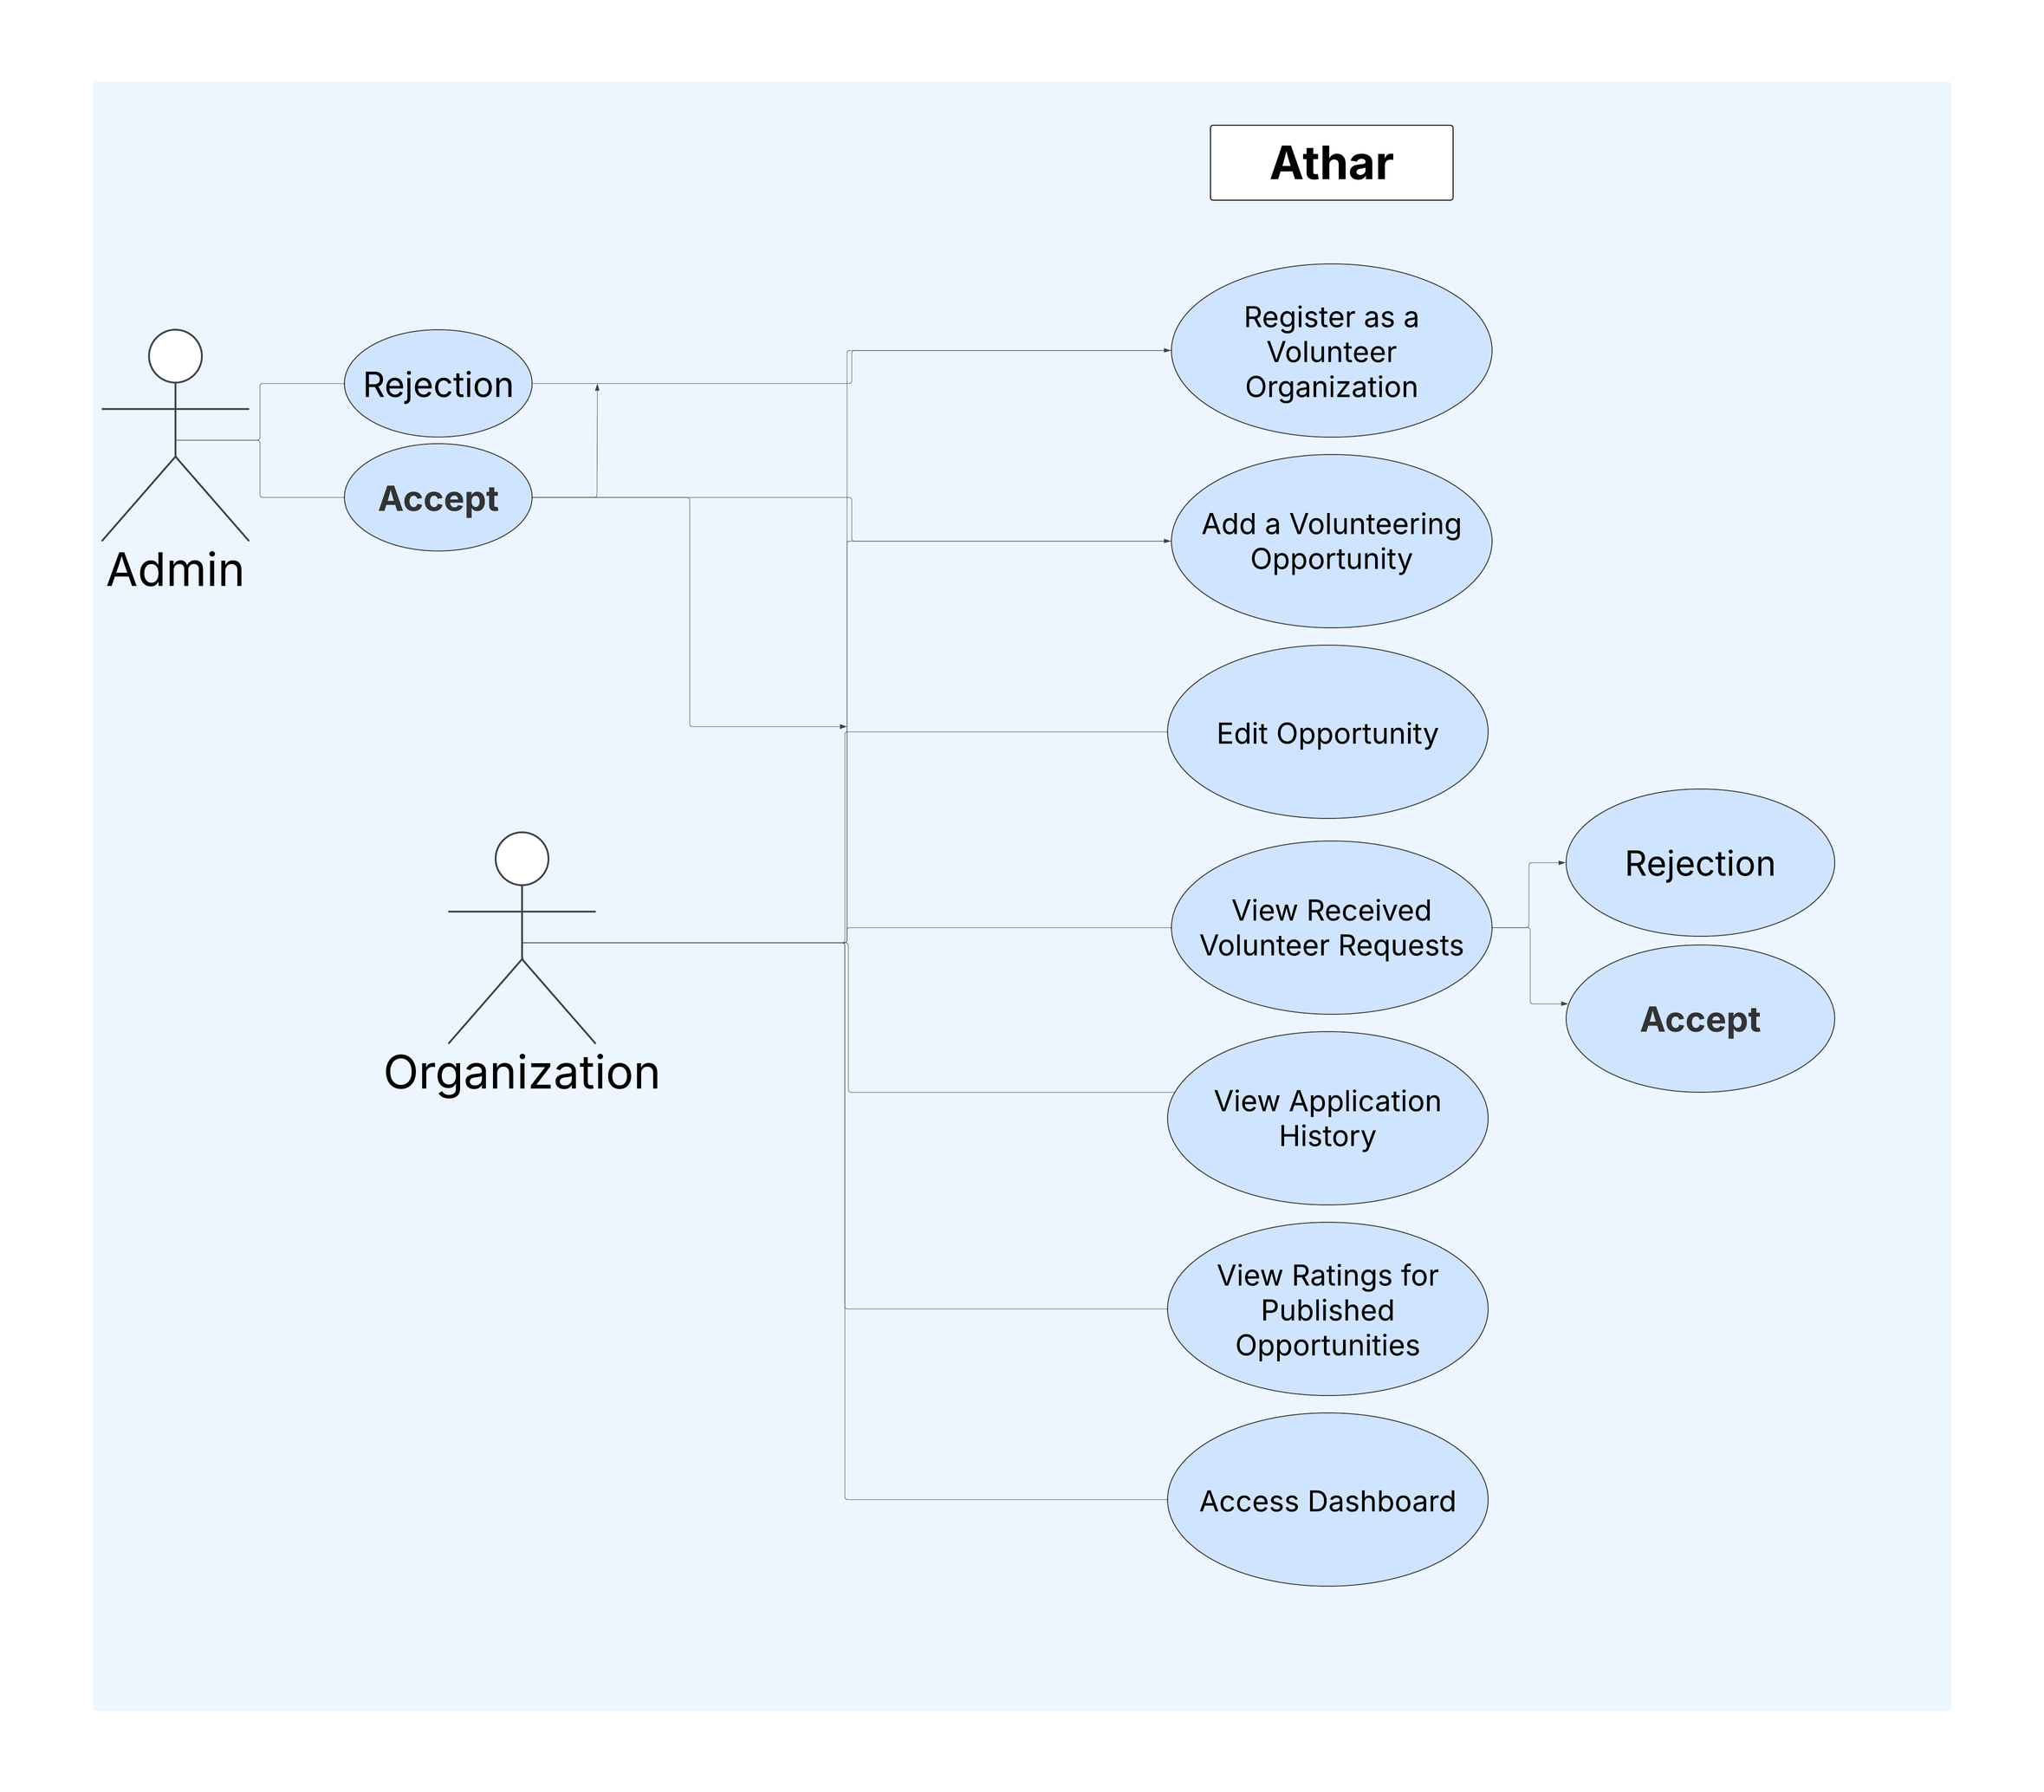 Athar
Register as a
Volunteer
Organization
Rejection
Accept
Admin
Add a Volunteering
Opportunity
Edit Opportunity
View Received
Volunteer Requests
Rejection
Accept
Organization
View Application
History
View Ratings for
Published
Opportunities
Access Dashboard